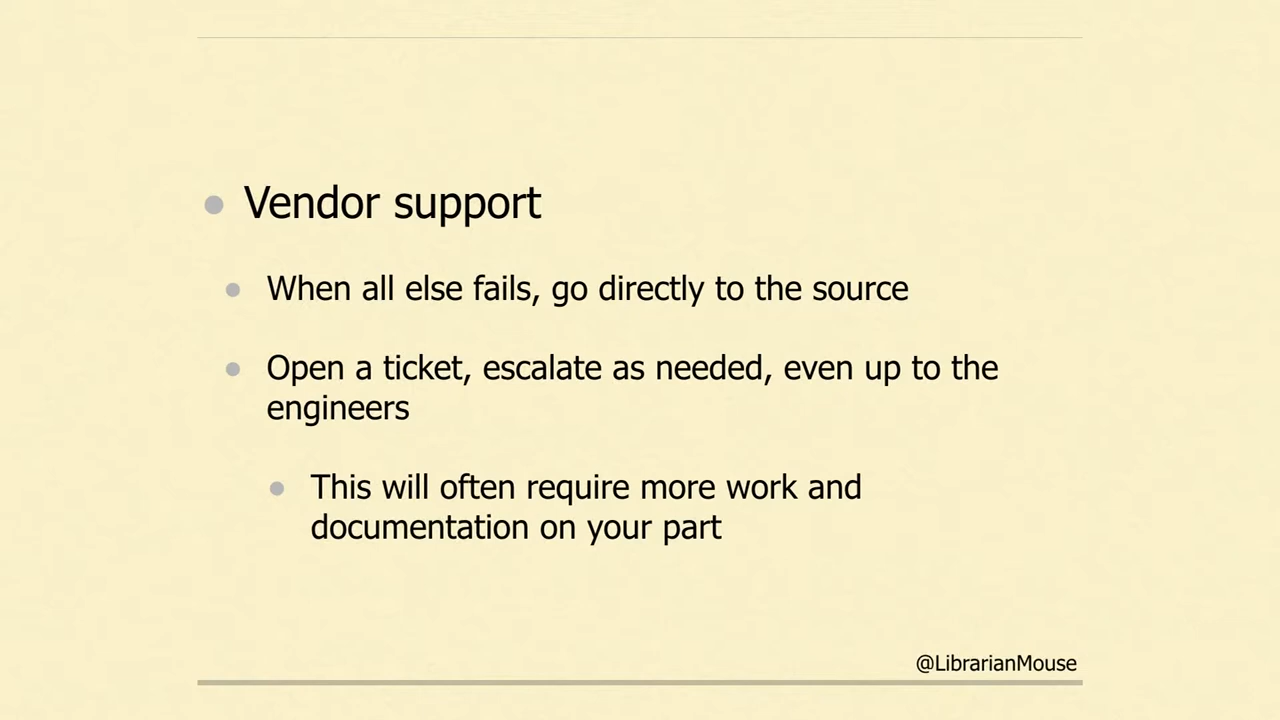 Vendor support
When all else fails, go directly to the source
Open a ticket, escalate as needed, even up to the
engineers
This will often require more work and
documentation on your part
@LibrarianMouse